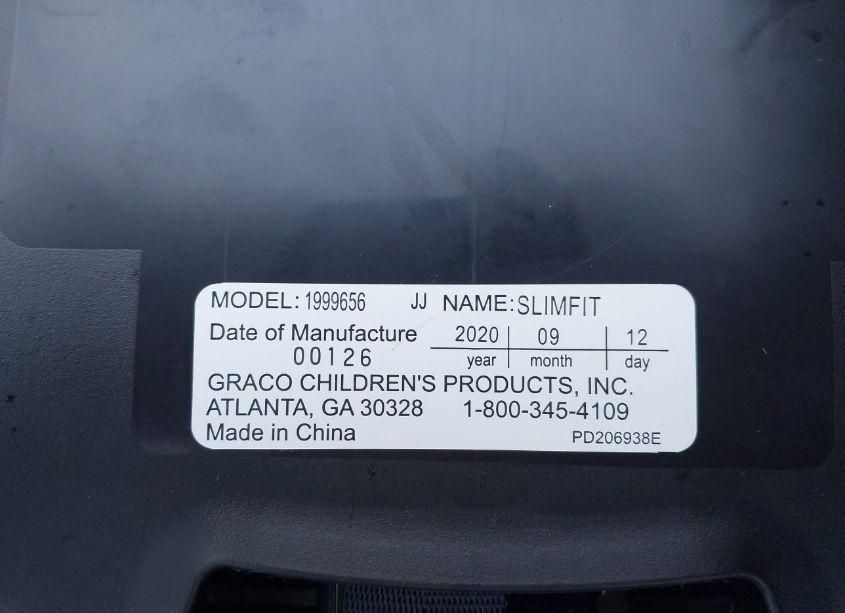 MODEL: 1999656 JJ NAME: SLIMFIT
Date of Manufacture 2020 09 12
00126 year month day
GRACO CHILDREN'S PRODUCTS, INC.
ATLANTA, GA 30328 1-800-345-4109
Made in China PD206938E